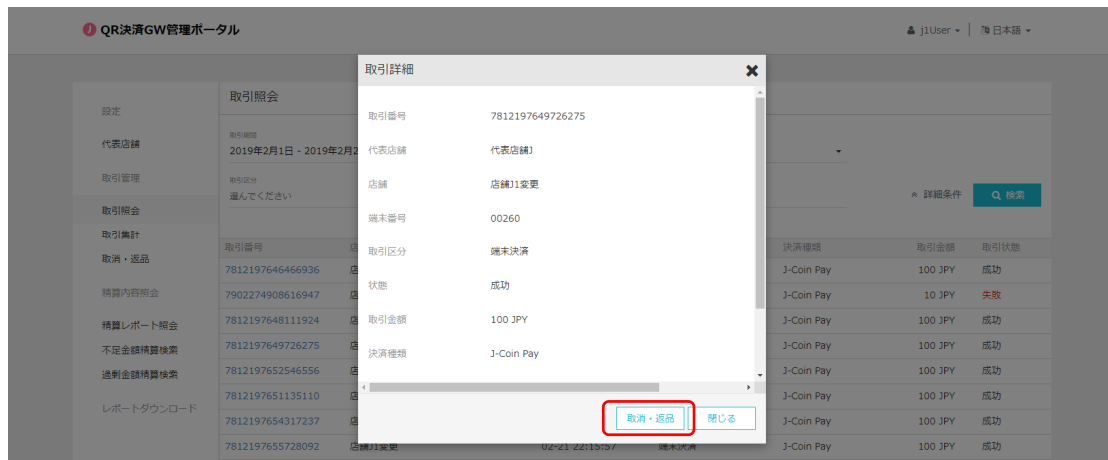 QR決済GW管理ポータル
j1User
日本語
取引詳細
取引照会
設定
代表店舗
取引管理
取引照会
取引集計
取消・返品
精算内容照会
精算レポート照会
不足金額精算検索
過剰金額精算検索
レポートダウンロード
取引期間
2019年2月1日 - 2019年2月2
取引区分
選んでください
詳細条件
検索
取引番号 7812197649726275
代表店舗 代表店舗J
店舗 店舗J1変更
端末番号 00260
取引区分 端末決済
状態 成功
取引金額 100 JPY
決済種類 J-Coin Pay
取消・返品 閉じる
取引番号 決済種類 取引金額 取引状態
7812197646466936 J-Coin Pay 100 JPY 成功
7902274908616947 J-Coin Pay 10 JPY 失敗
7812197648111924 J-Coin Pay 100 JPY 成功
7812197649726275 J-Coin Pay 100 JPY 成功
7812197652546556 J-Coin Pay 100 JPY 成功
7812197651135110 J-Coin Pay 100 JPY 成功
7812197654317237 J-Coin Pay 100 JPY 成功
7812197655728092 店舗J1変更 02-21 22:15:57 端末決済 J-Coin Pay 100 JPY 成功